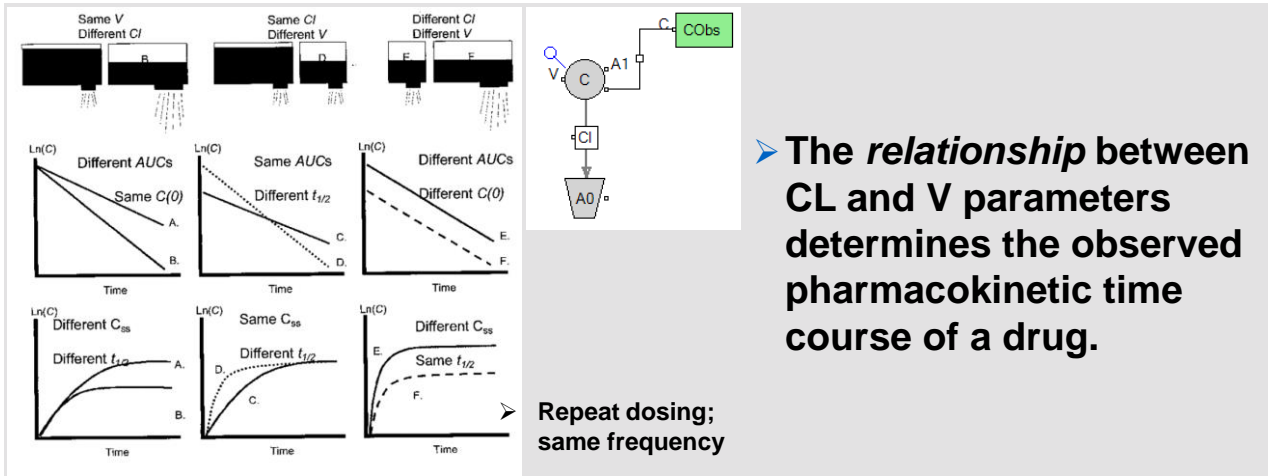 Same V
Different Cl
Same Cl
Different V
Different Cl
Different V
B.
D.
E.
F.
Ln(C)
Different AUCs
Same C(0)
A.
B.
Time
Ln(C)
Same AUCs
Different t1/2
C.
D.
Time
Ln(C)
Different AUCs
Different C(0)
E.
F.
Time
Ln(C)
Different Css
Different t1/2
A.
B.
Time
Ln(C)
Same Css
Different t1/2
D.
C.
Time
Ln(C)
Different Css
Same t1/2
E.
F.
Time
C
CObs
A1
V
C
Cl
A0
➢ Repeat dosing;
same frequency
➢ The relationship between
CL and V parameters
determines the observed
pharmacokinetic time
course of a drug.